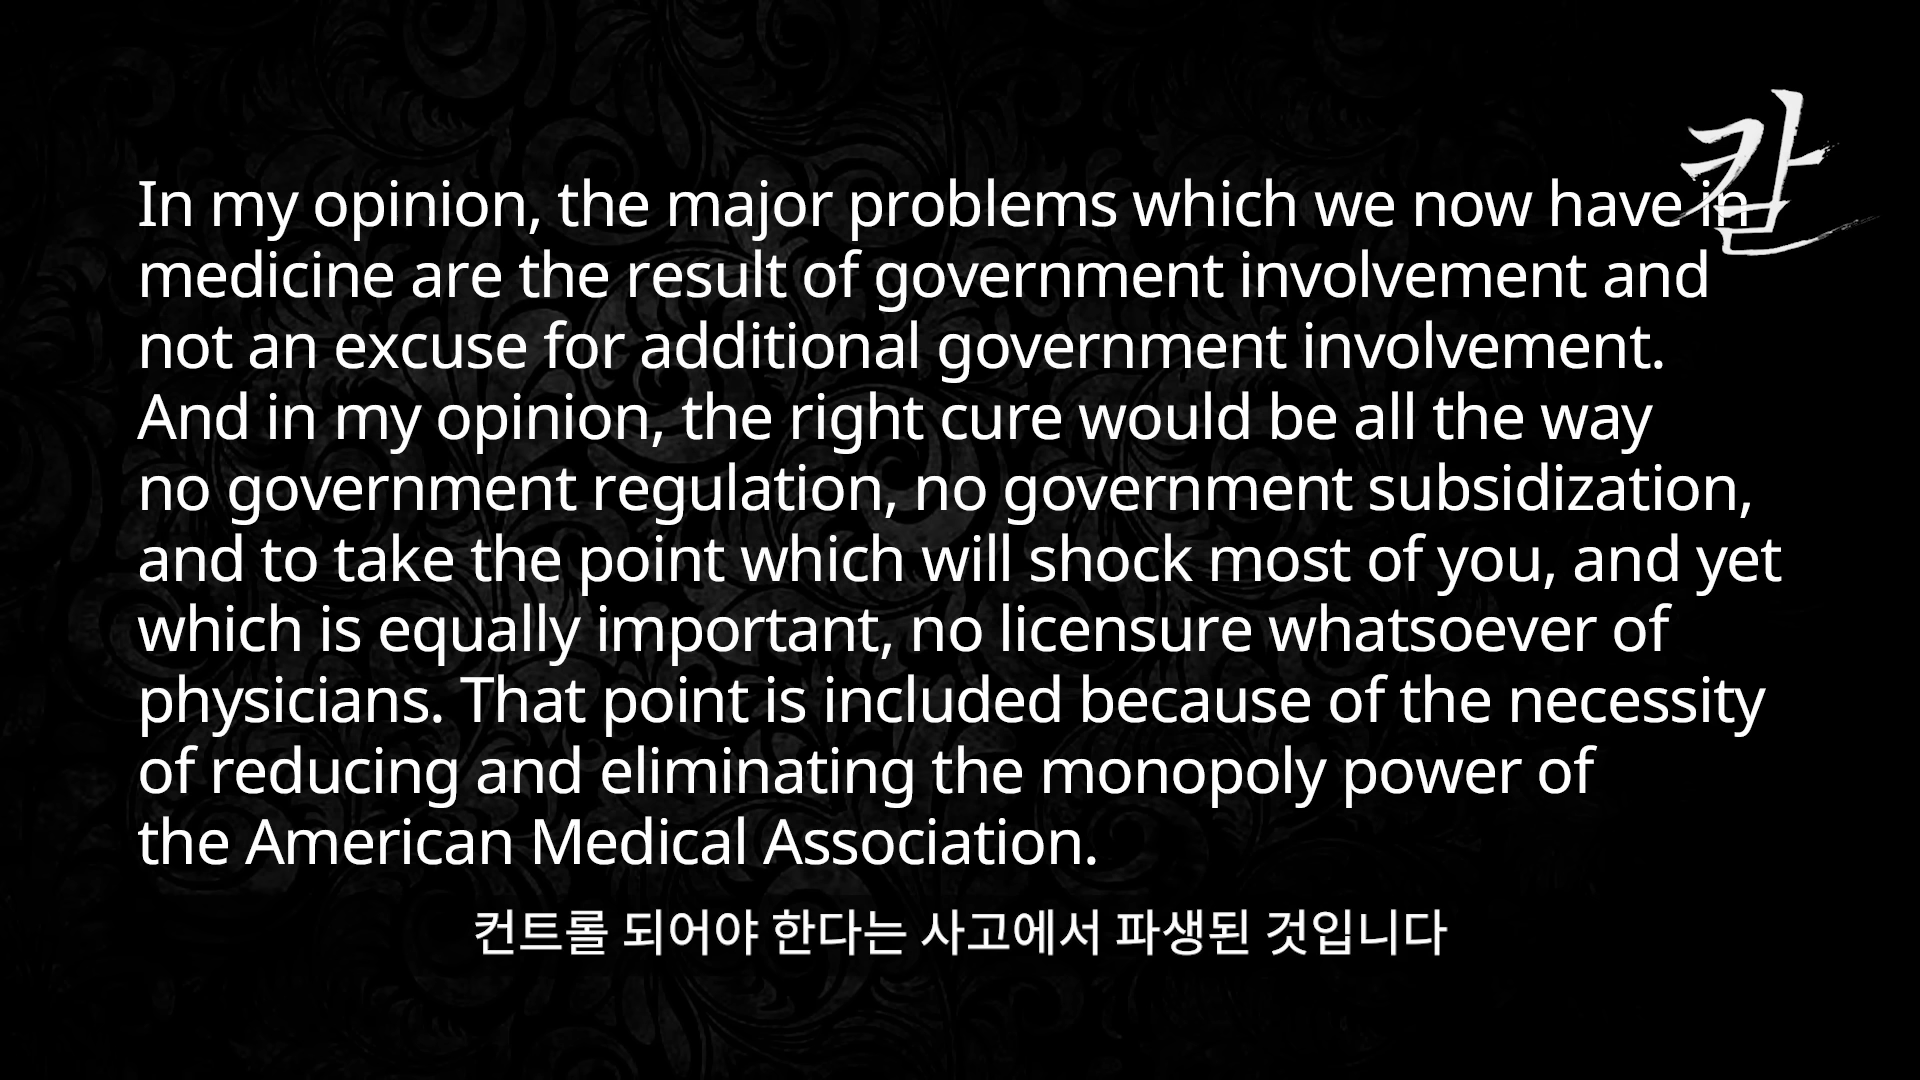 칼
In my opinion, the major problems which we now have in
medicine are the result of government involvement and
not an excuse for additional government involvement.
And in my opinion, the right cure would be all the way
no government regulation, no government subsidization,
and to take the point which will shock most of you, and yet
which is equally important, no licensure whatsoever of
physicians. That point is included because of the necessity
of reducing and eliminating the monopoly power of
the American Medical Association.
컨트롤 되어야 한다는 사고에서 파생된 것입니다